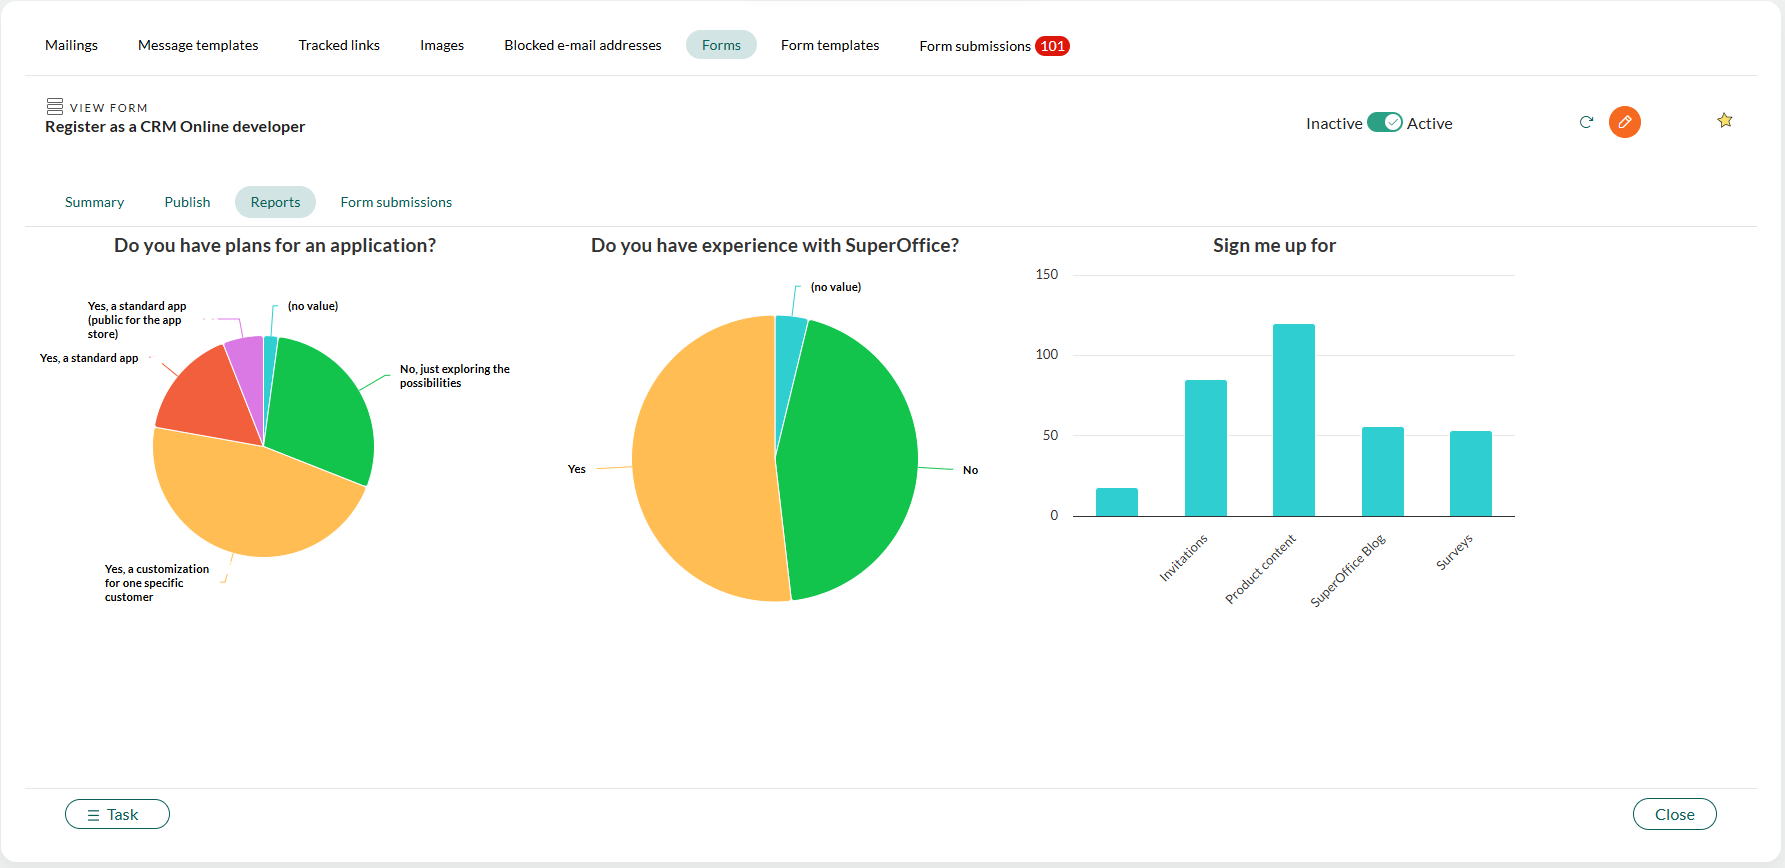 Mailings Message templates Tracked links Images Blocked e-mail addresses Forms Form templates Form submissions 101
VIEW FORM
Register as a CRM Online developer
Inactive Active
Summary Publish Reports Form submissions
Do you have plans for an application?
(no value)
No, just exploring the
possibilities
Yes, a customization
for one specific
customer
Yes, a standard app
Yes, a standard app
(public for the app
store)
Do you have experience with SuperOffice?
(no value)
No
Yes
Sign me up for
150
100
50
0
Invitations
Product content
SuperOffice Blog
Surveys
Task
Close